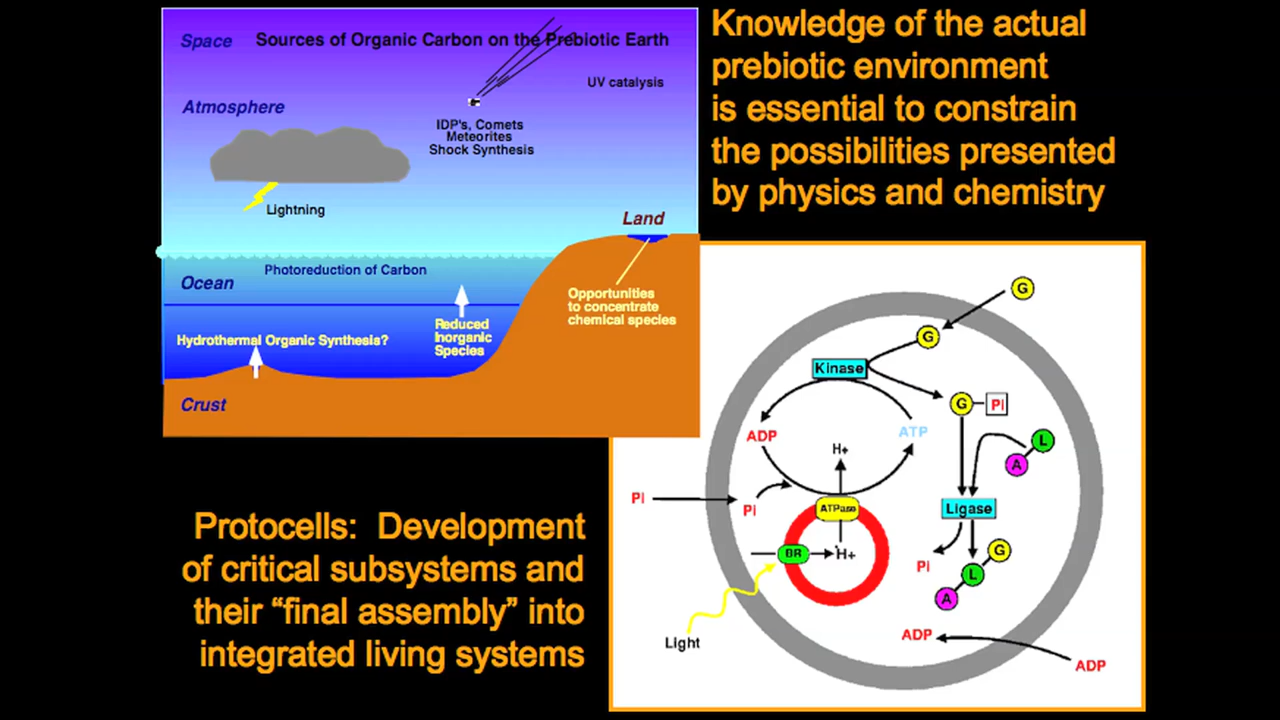 Space
Sources of Organic Carbon on the Prebiotic Earth
UV catalysis
Atmosphere
IDP's, Comets
Meteorites
Shock Synthesis
Lightning
Land
Photoreduction of Carbon
Ocean
Opportunities
to concentrate
chemical species
Reduced
Inorganic
Species
Hydrothermal Organic Synthesis?
Crust
Knowledge of the actual
prebiotic environment
is essential to constrain
the possibilities presented
by physics and chemistry
Protocells: Development
of critical subsystems and
their “final assembly” into
integrated living systems
G
G
Kinase
G
Pi
ADP
ATP
L
A
H+
Pi
Pi
ATPase
Ligase
BR
H+
Pi
G
L
A
Light
ADP
ADP